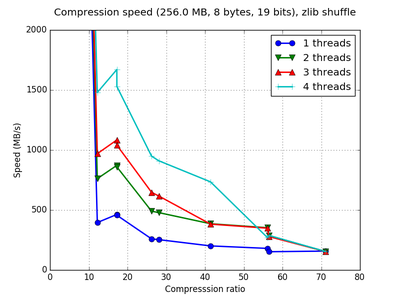 Compression speed (256.0 MB, 8 bytes, 19 bits), zlib shuffle
2000
1500
1000
500
0
Speed (MB/s)
1 threads
2 threads
3 threads
4 threads
0 10 20 30 40 50 60 70 80
Compresssion ratio